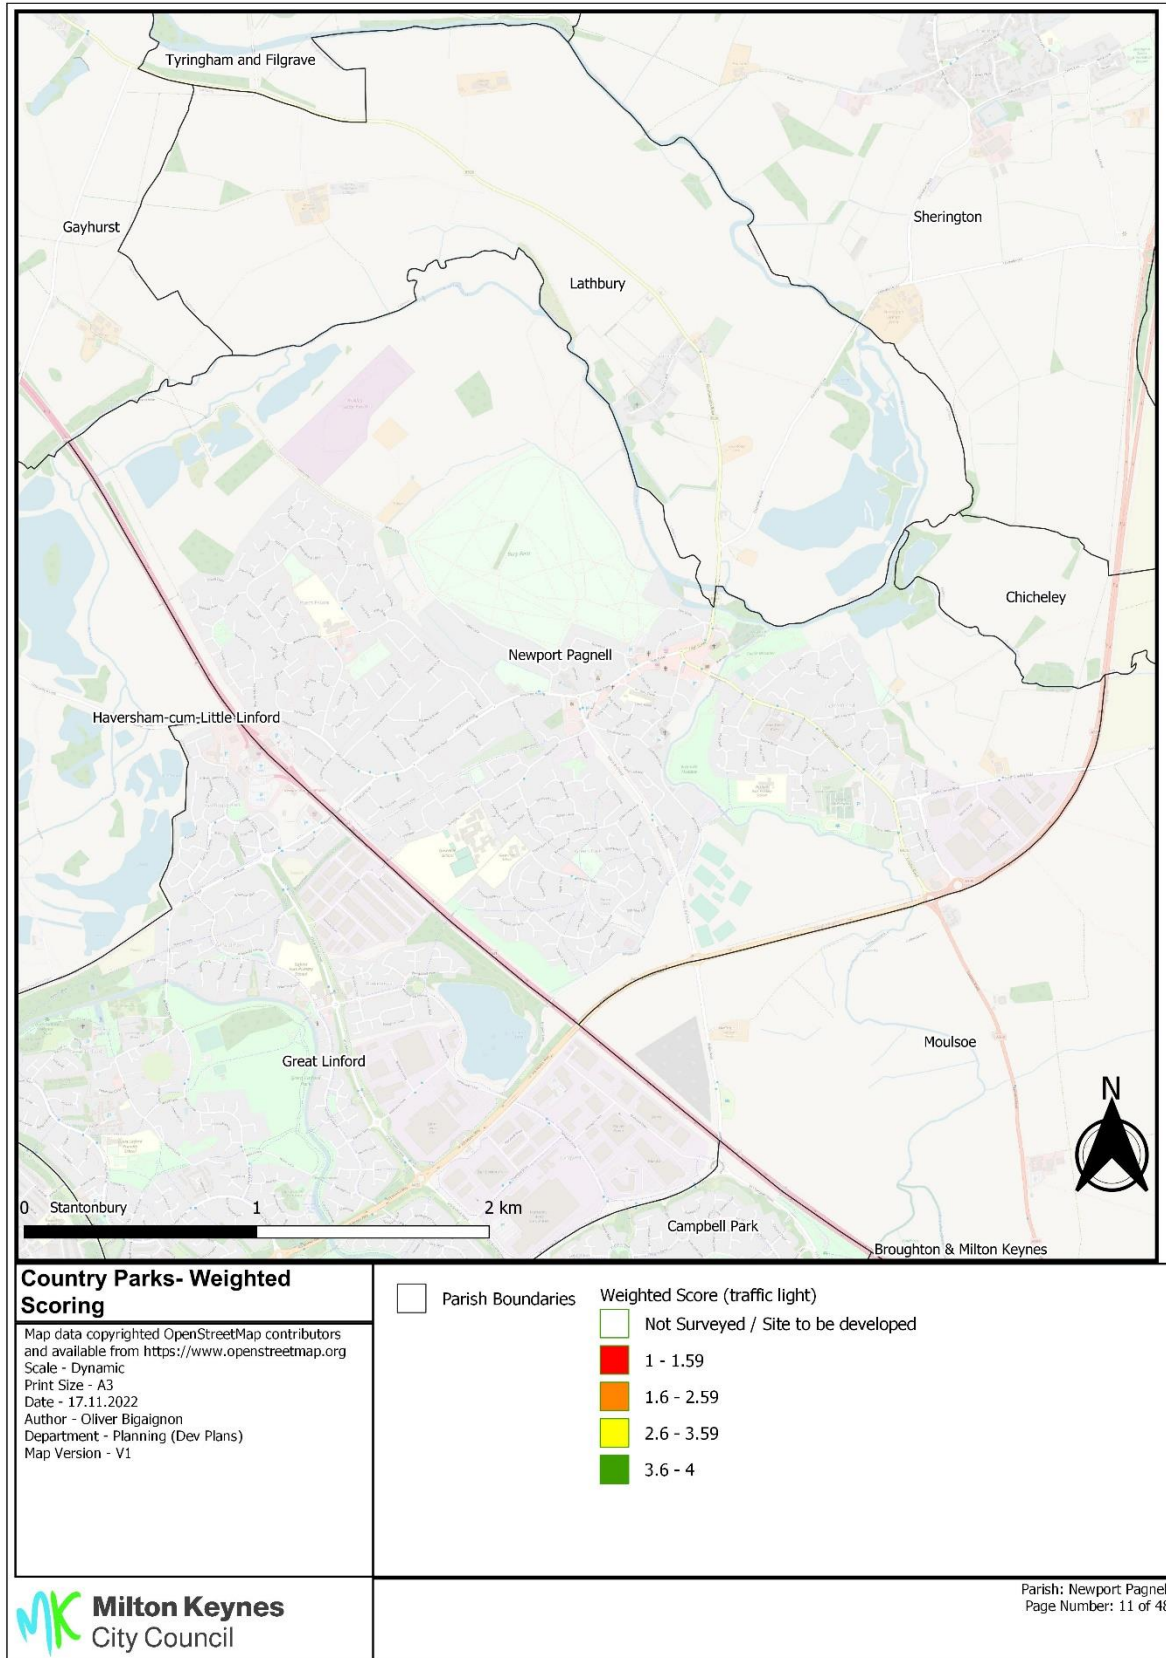 Tyringham and Filgrave
Gayhurst
Sherington
Lathbury
Chicheley
Newport Pagnell
Haversham-cum-Little Linford
Great Linford
Moulsoe
N
0 Stantonbury 1 2 km
Campbell Park
Broughton & Milton Keynes
Country Parks- Weighted
Scoring
Map data copyrighted OpenStreetMap contributors
and available from https://www.openstreetmap.org
Scale - Dynamic
Print Size - A3
Date - 17.11.2022
Author - Oliver Bigaignon
Department - Planning (Dev Plans)
Map Version - V1
Parish Boundaries
Weighted Score (traffic light)
Not Surveyed / Site to be developed
1 - 1.59
1.6 - 2.59
2.6 - 3.59
3.6 - 4
MK Milton Keynes
City Council
Parish: Newport Pagnell
Page Number: 11 of 48